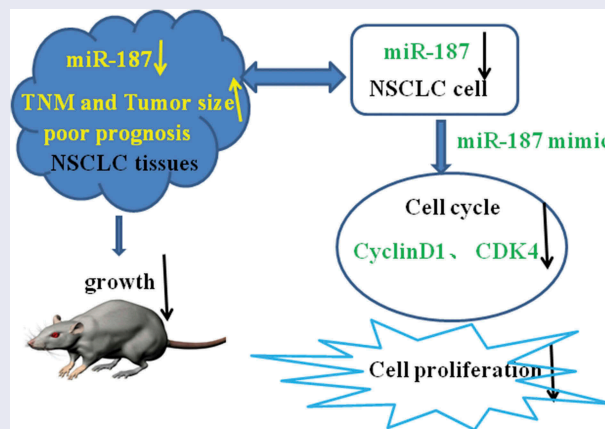 miR-187
TNM and Tumor size
poor prognosis
NSCLC tissues
growth
miR-187
NSCLC cell
miR-187 mimic
Cell cycle
CyclinD1、 CDK4
Cell proliferation